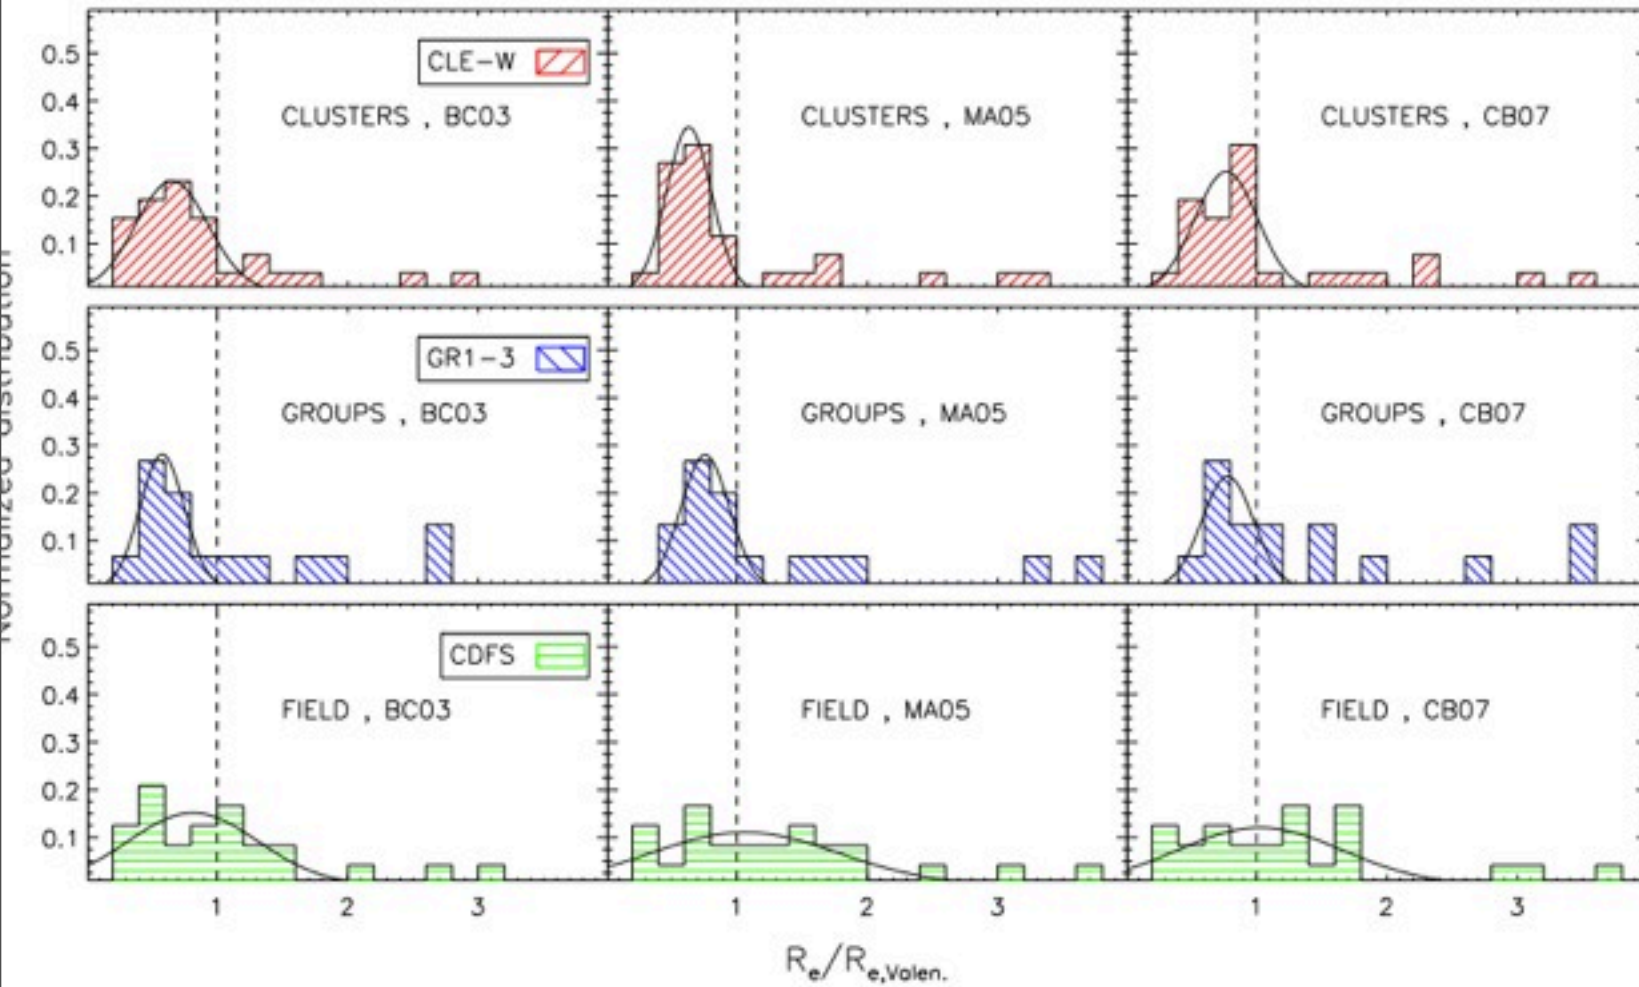 0.5
0.4
0.3
0.2
0.1
CLE-W
CLUSTERS , BC03
CLUSTERS , MA05
CLUSTERS , CB07
0.5
0.4
0.3
0.2
0.1
GR1-3
GROUPS , BC03
GROUPS , MA05
GROUPS , CB07
0.5
0.4
0.3
0.2
0.1
CDFS
FIELD , BC03
FIELD , MA05
FIELD , CB07
1 2 3 1 2 3 1 2 3
Re/Re,Valen.